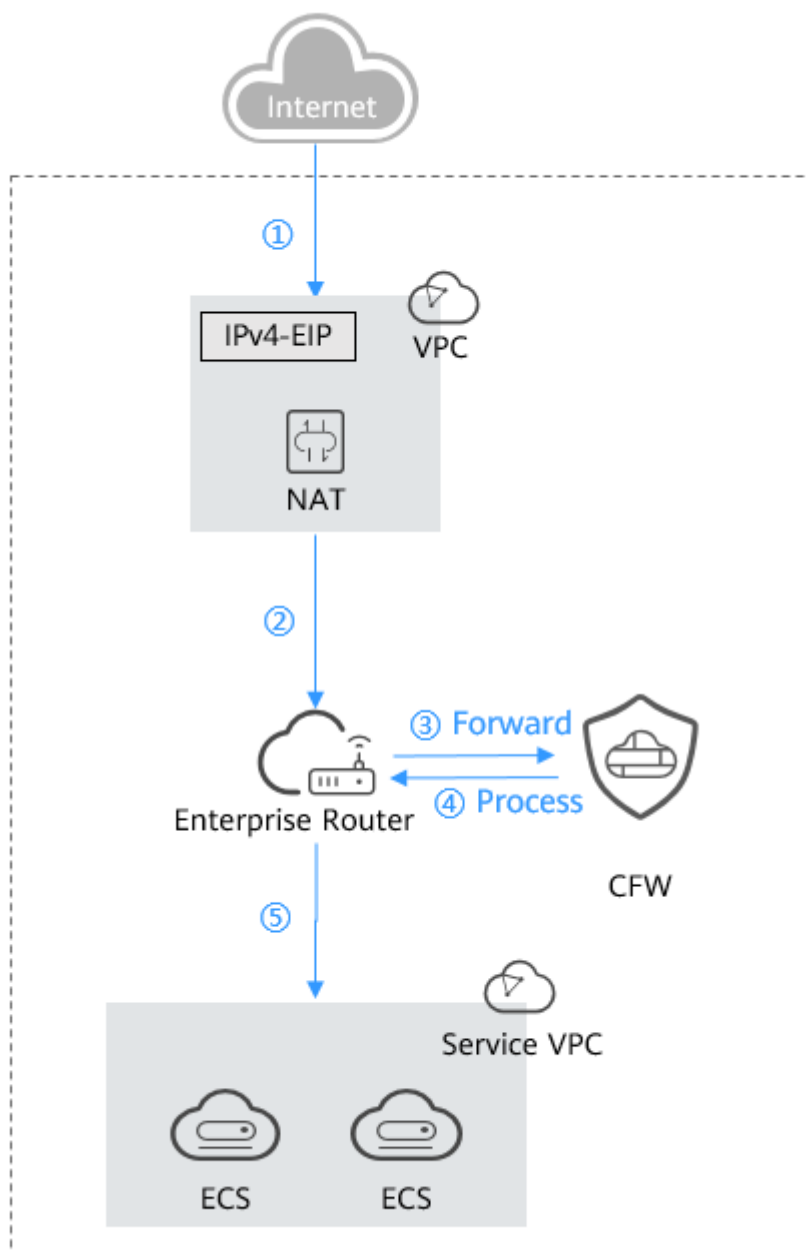 Internet
①
IPv4-EIP
VPC
NAT
②
③ Forward
④ Process
Enterprise Router
CFW
⑤
Service VPC
ECS
ECS